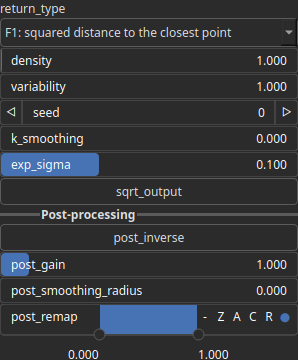 return_type
F1: squared distance to the closest point
density 1.000
variability 1.000
seed 0
k_smoothing 0.000
exp_sigma 0.100
sqrt_output
Post-processing
post_inverse
post_gain 1.000
post_smoothing_radius 0.000
post_remap - Z A C R
0.000 1.000